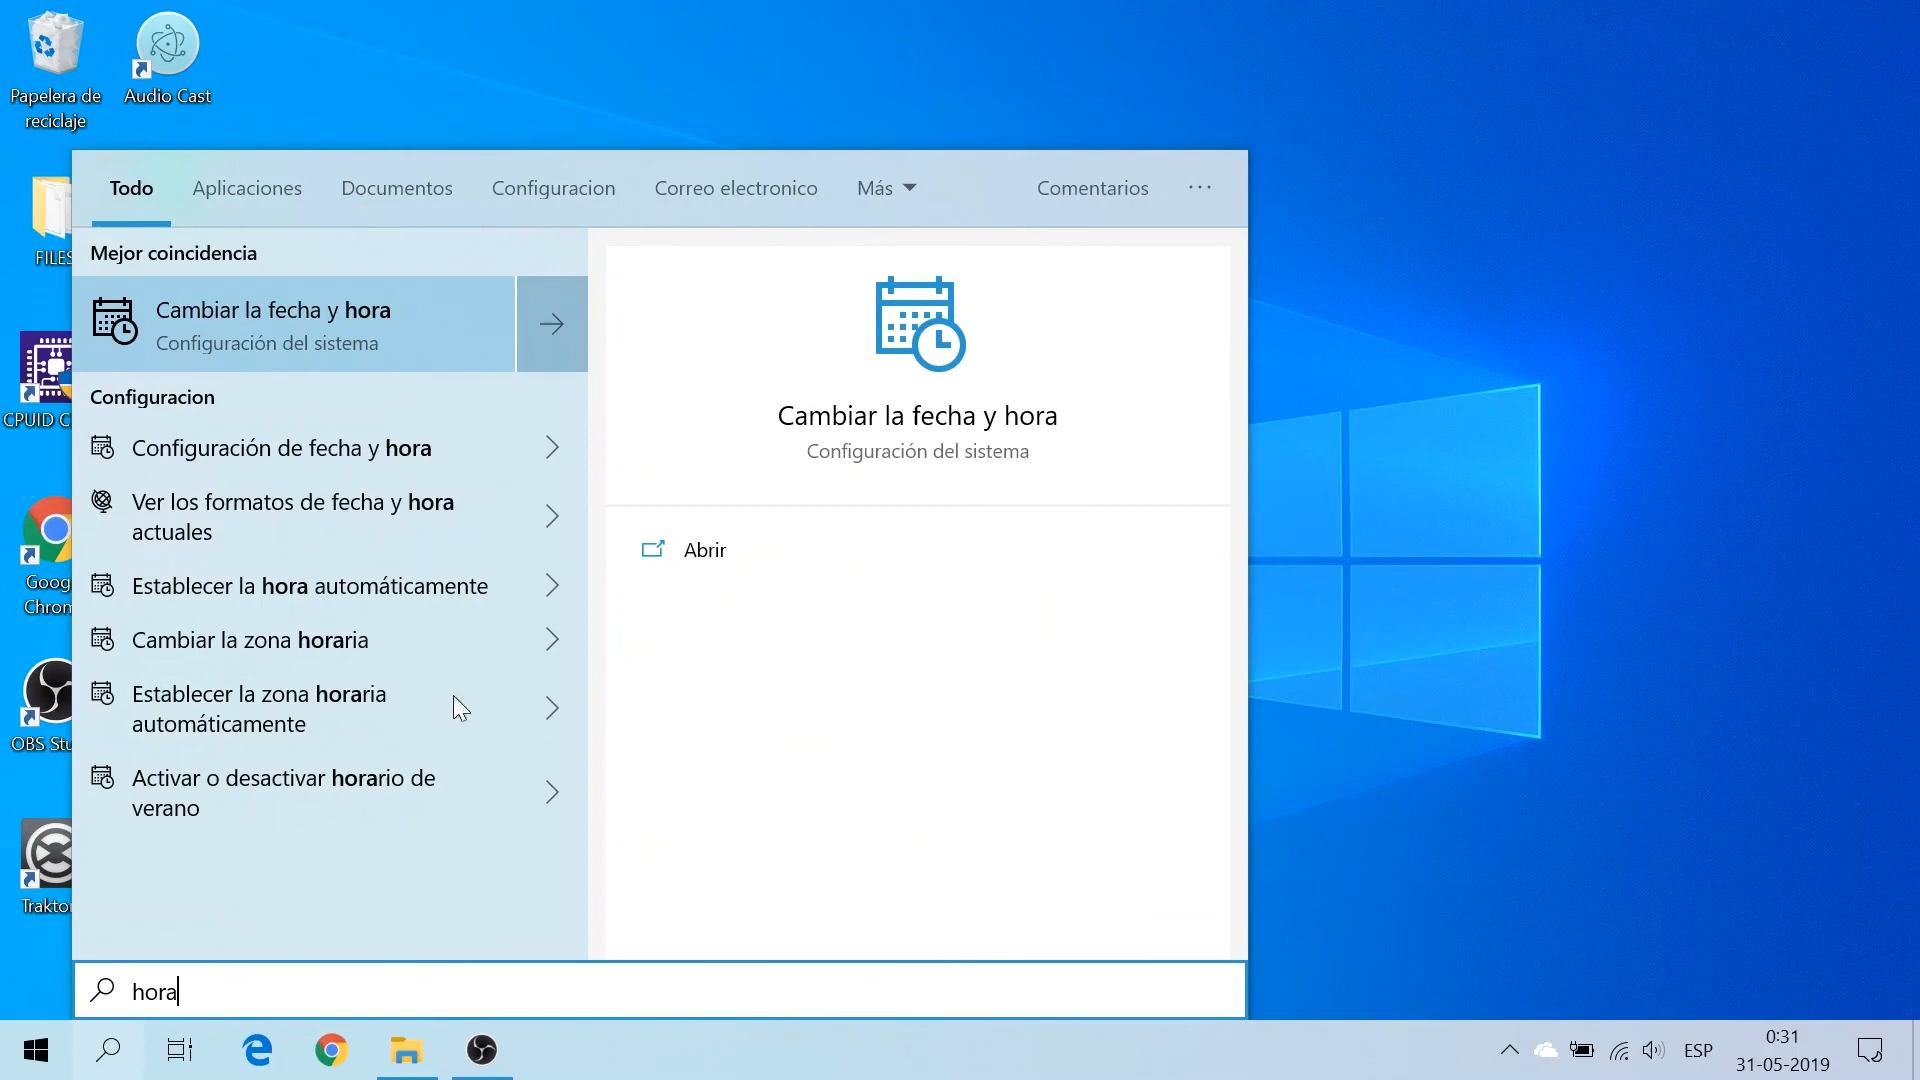 Papelera de
reciclaje
Audio Cast
FILES
CPUID C
Goog
Chrom
OBS Stu
Traktor
Todo
Aplicaciones
Documentos
Configuracion
Correo electronico
Más
Comentarios
...
Mejor coincidencia
Cambiar la fecha y hora
Configuración del sistema
Configuracion
Configuración de fecha y hora
Ver los formatos de fecha y hora
actuales
Establecer la hora automáticamente
Cambiar la zona horaria
Establecer la zona horaria
automáticamente
Activar o desactivar horario de
verano
Cambiar la fecha y hora
Configuración del sistema
Abrir
hora
ESP
0:31
31-05-2019